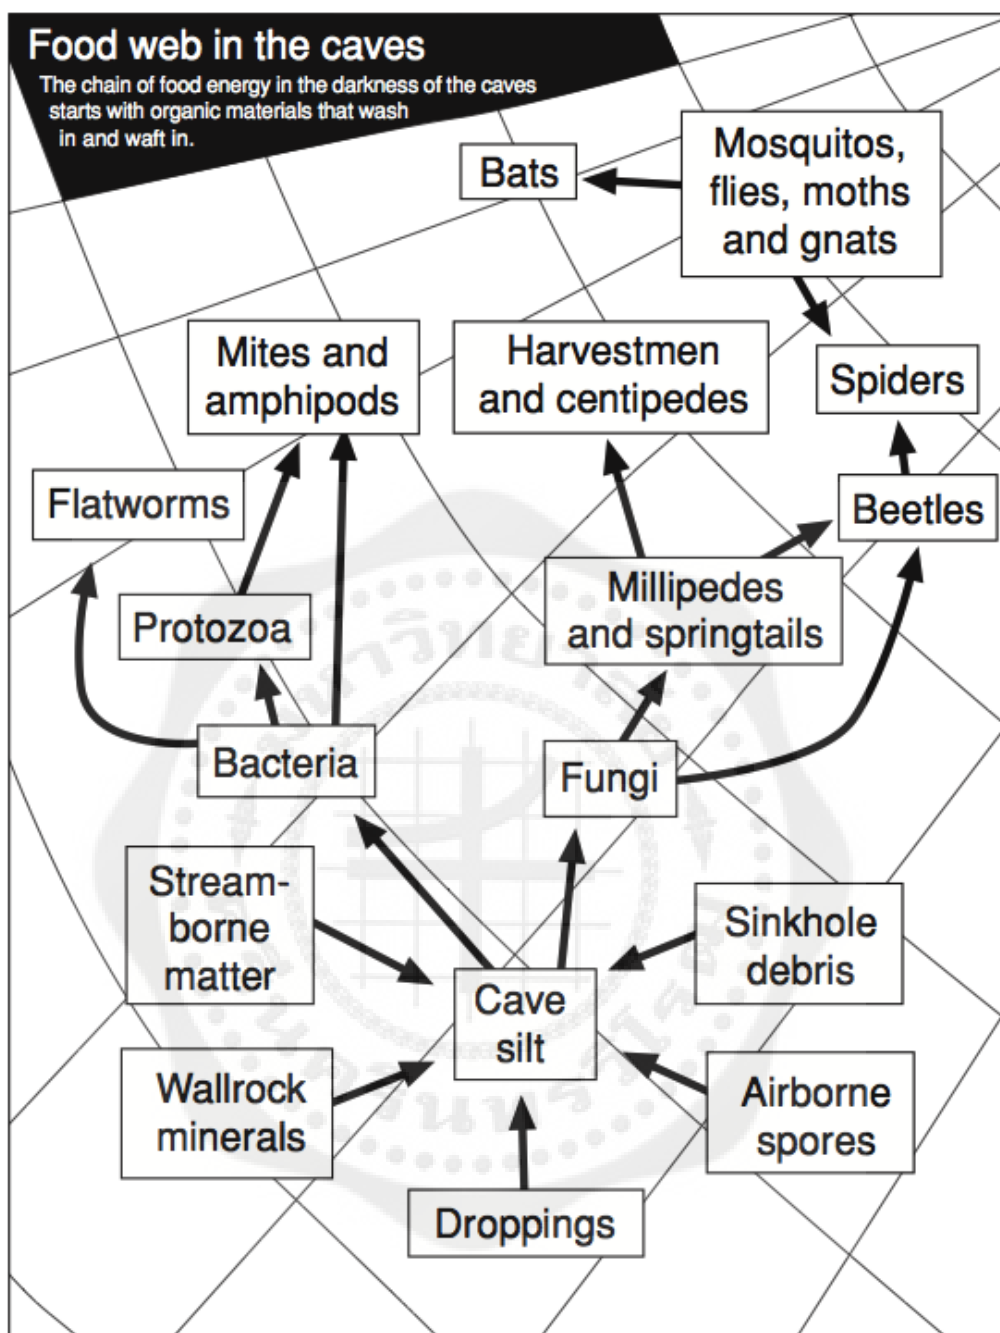 Food web in the caves
The chain of food energy in the darkness of the caves
starts with organic materials that wash
in and waft in.
Bats
Mosquitos,
flies, moths
and gnats
Mites and
amphipods
Harvestmen
and centipedes
Spiders
Flatworms
Beetles
Protozoa
Millipedes
and springtails
Bacteria
Fungi
Stream-
borne
matter
Sinkhole
debris
Cave
silt
Wallrock
minerals
Airborne
spores
Droppings